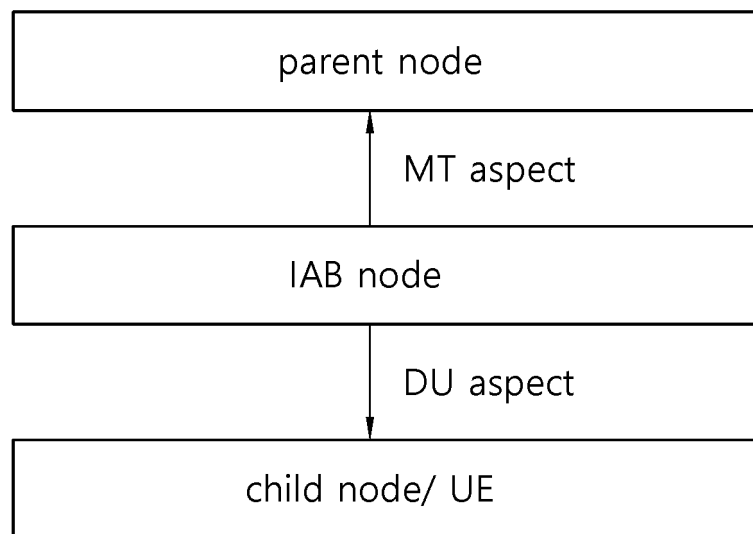 parent node
MT aspect
IAB node
DU aspect
child node/ UE